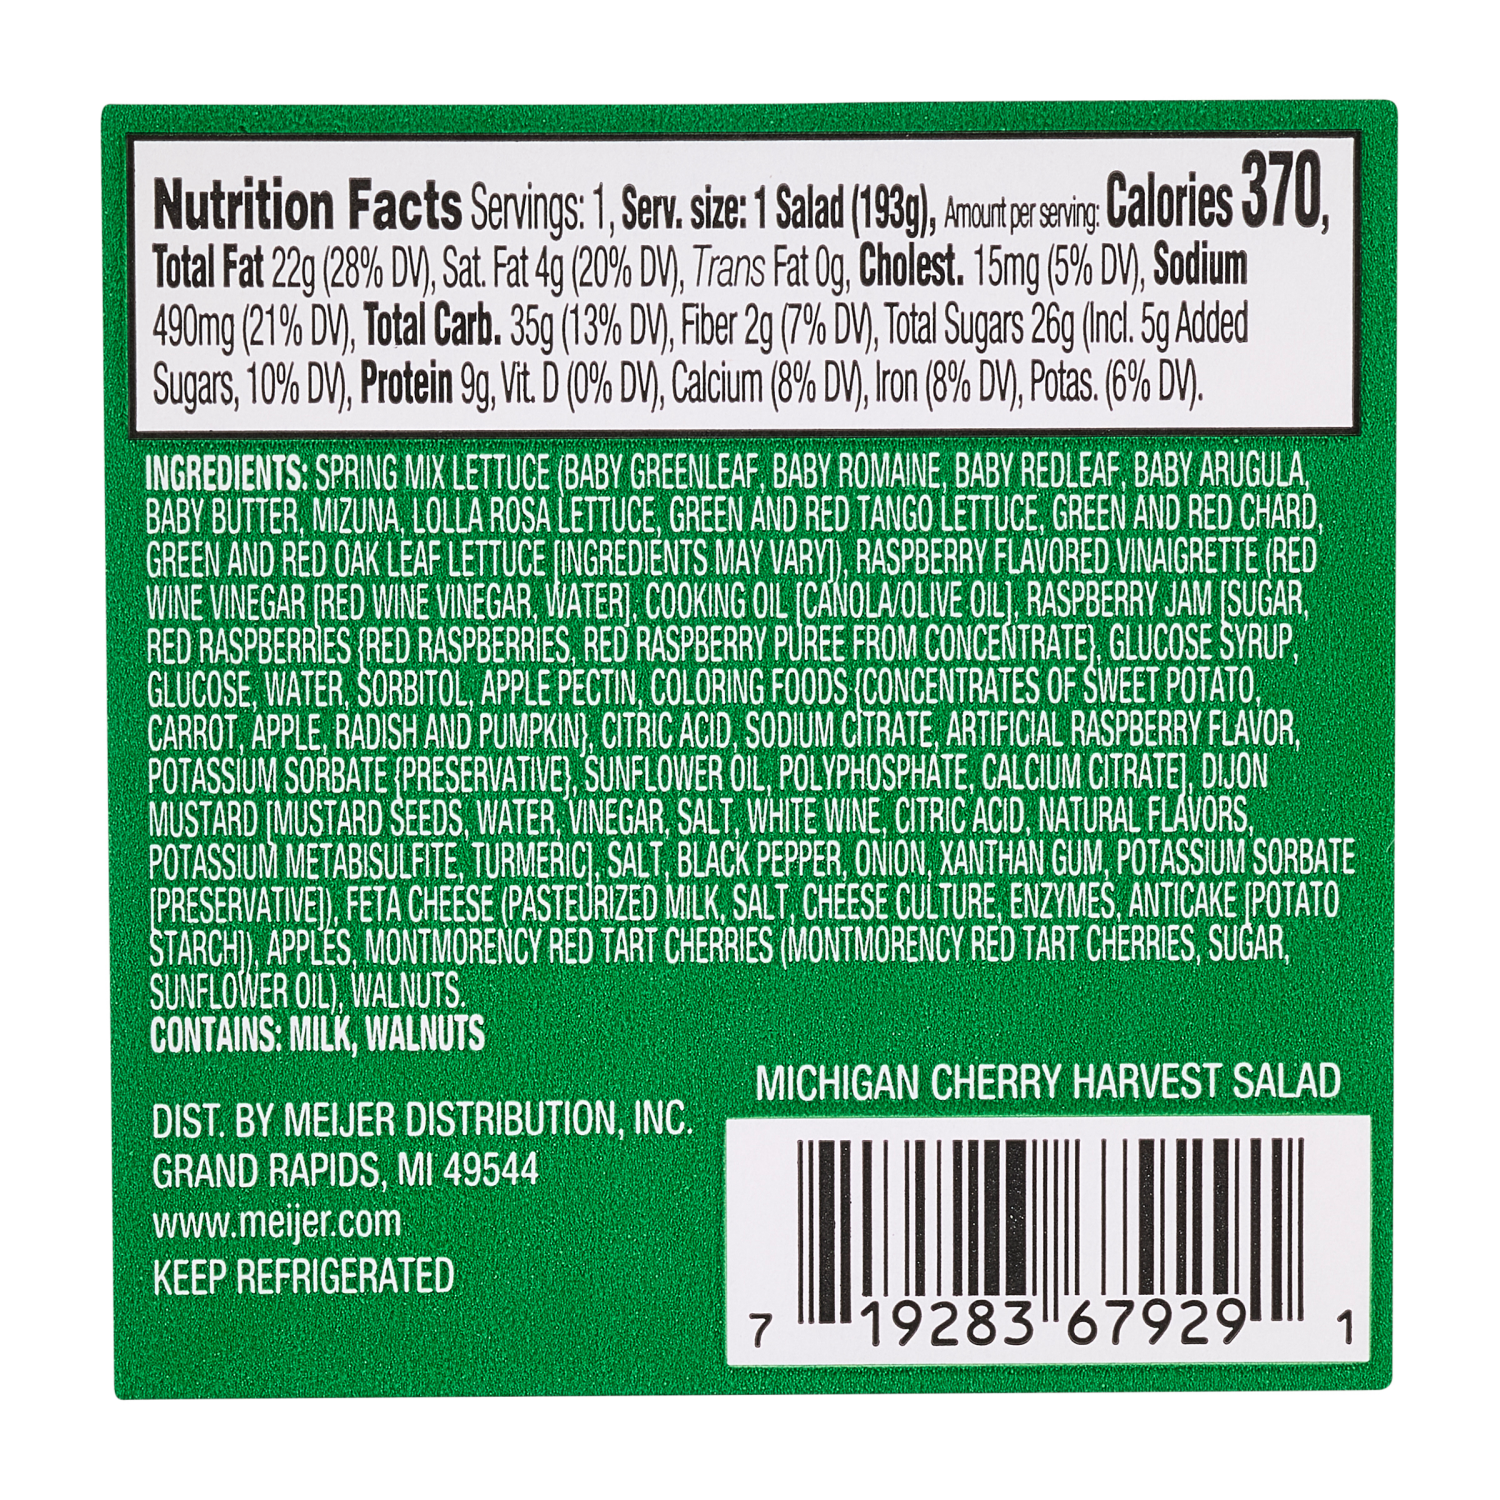 Nutrition Facts Servings: 1, Serv. size: 1 Salad (193g), Amount per serving: Calories 370,
Total Fat 22g (28% DV), Sat. Fat 4g (20% DV), Trans Fat 0g, Cholest. 15mg (5% DV), Sodium
490mg (21% DV), Total Carb. 35g (13% DV), Fiber 2g (7% DV), Total Sugars 26g (Incl. 5g Added
Sugars, 10% DV), Protein 9g, Vit. D (0% DV), Calcium (8% DV), Iron (8% DV), Potas. (6% DV).
INGREDIENTS: SPRING MIX LETTUCE (BABY GREENLEAF, BABY ROMAINE, BABY REDLEAF, BABY ARUGULA,
BABY BUTTER, MIZUNA, LOLLA ROSA LETTUCE, GREEN AND RED TANGO LETTUCE, GREEN AND RED CHARD,
GREEN AND RED OAK LEAF LETTUCE [INGREDIENTS MAY VARY]), RASPBERRY FLAVORED VINAIGRETTE (RED
WINE VINEGAR [RED WINE VINEGAR, WATER], COOKING OIL [CANOLA/OLIVE OIL], RASPBERRY JAM [SUGAR,
RED RASPBERRIES {RED RASPBERRIES, RED RASPBERRY PUREE FROM CONCENTRATE}, GLUCOSE SYRUP,
GLUCOSE, WATER, SORBITOL, APPLE PECTIN, COLORING FOODS {CONCENTRATES OF SWEET POTATO,
CARROT, APPLE, RADISH AND PUMPKIN}, CITRIC ACID, SODIUM CITRATE, ARTIFICIAL RASPBERRY FLAVOR,
POTASSIUM SORBATE {PRESERVATIVE}, SUNFLOWER OIL, POLYPHOSPHATE, CALCIUM CITRATE], DIJON
MUSTARD [MUSTARD SEEDS, WATER, VINEGAR, SALT, WHITE WINE, CITRIC ACID, NATURAL FLAVORS,
POTASSIUM METABISULFITE, TURMERIC], SALT, BLACK PEPPER, ONION, XANTHAN GUM, POTASSIUM SORBATE
[PRESERVATIVE]), FETA CHEESE (PASTEURIZED MILK, SALT, CHEESE CULTURE, ENZYMES, ANTICAKE [POTATO
STARCH]), APPLES, MONTMORENCY RED TART CHERRIES (MONTMORENCY RED TART CHERRIES, SUGAR,
SUNFLOWER OIL), WALNUTS.
CONTAINS: MILK, WALNUTS
DIST. BY MEIJER DISTRIBUTION, INC.
GRAND RAPIDS, MI 49544
www.meijer.com
KEEP REFRIGERATED
MICHIGAN CHERRY HARVEST SALAD
7 19283 67929 1